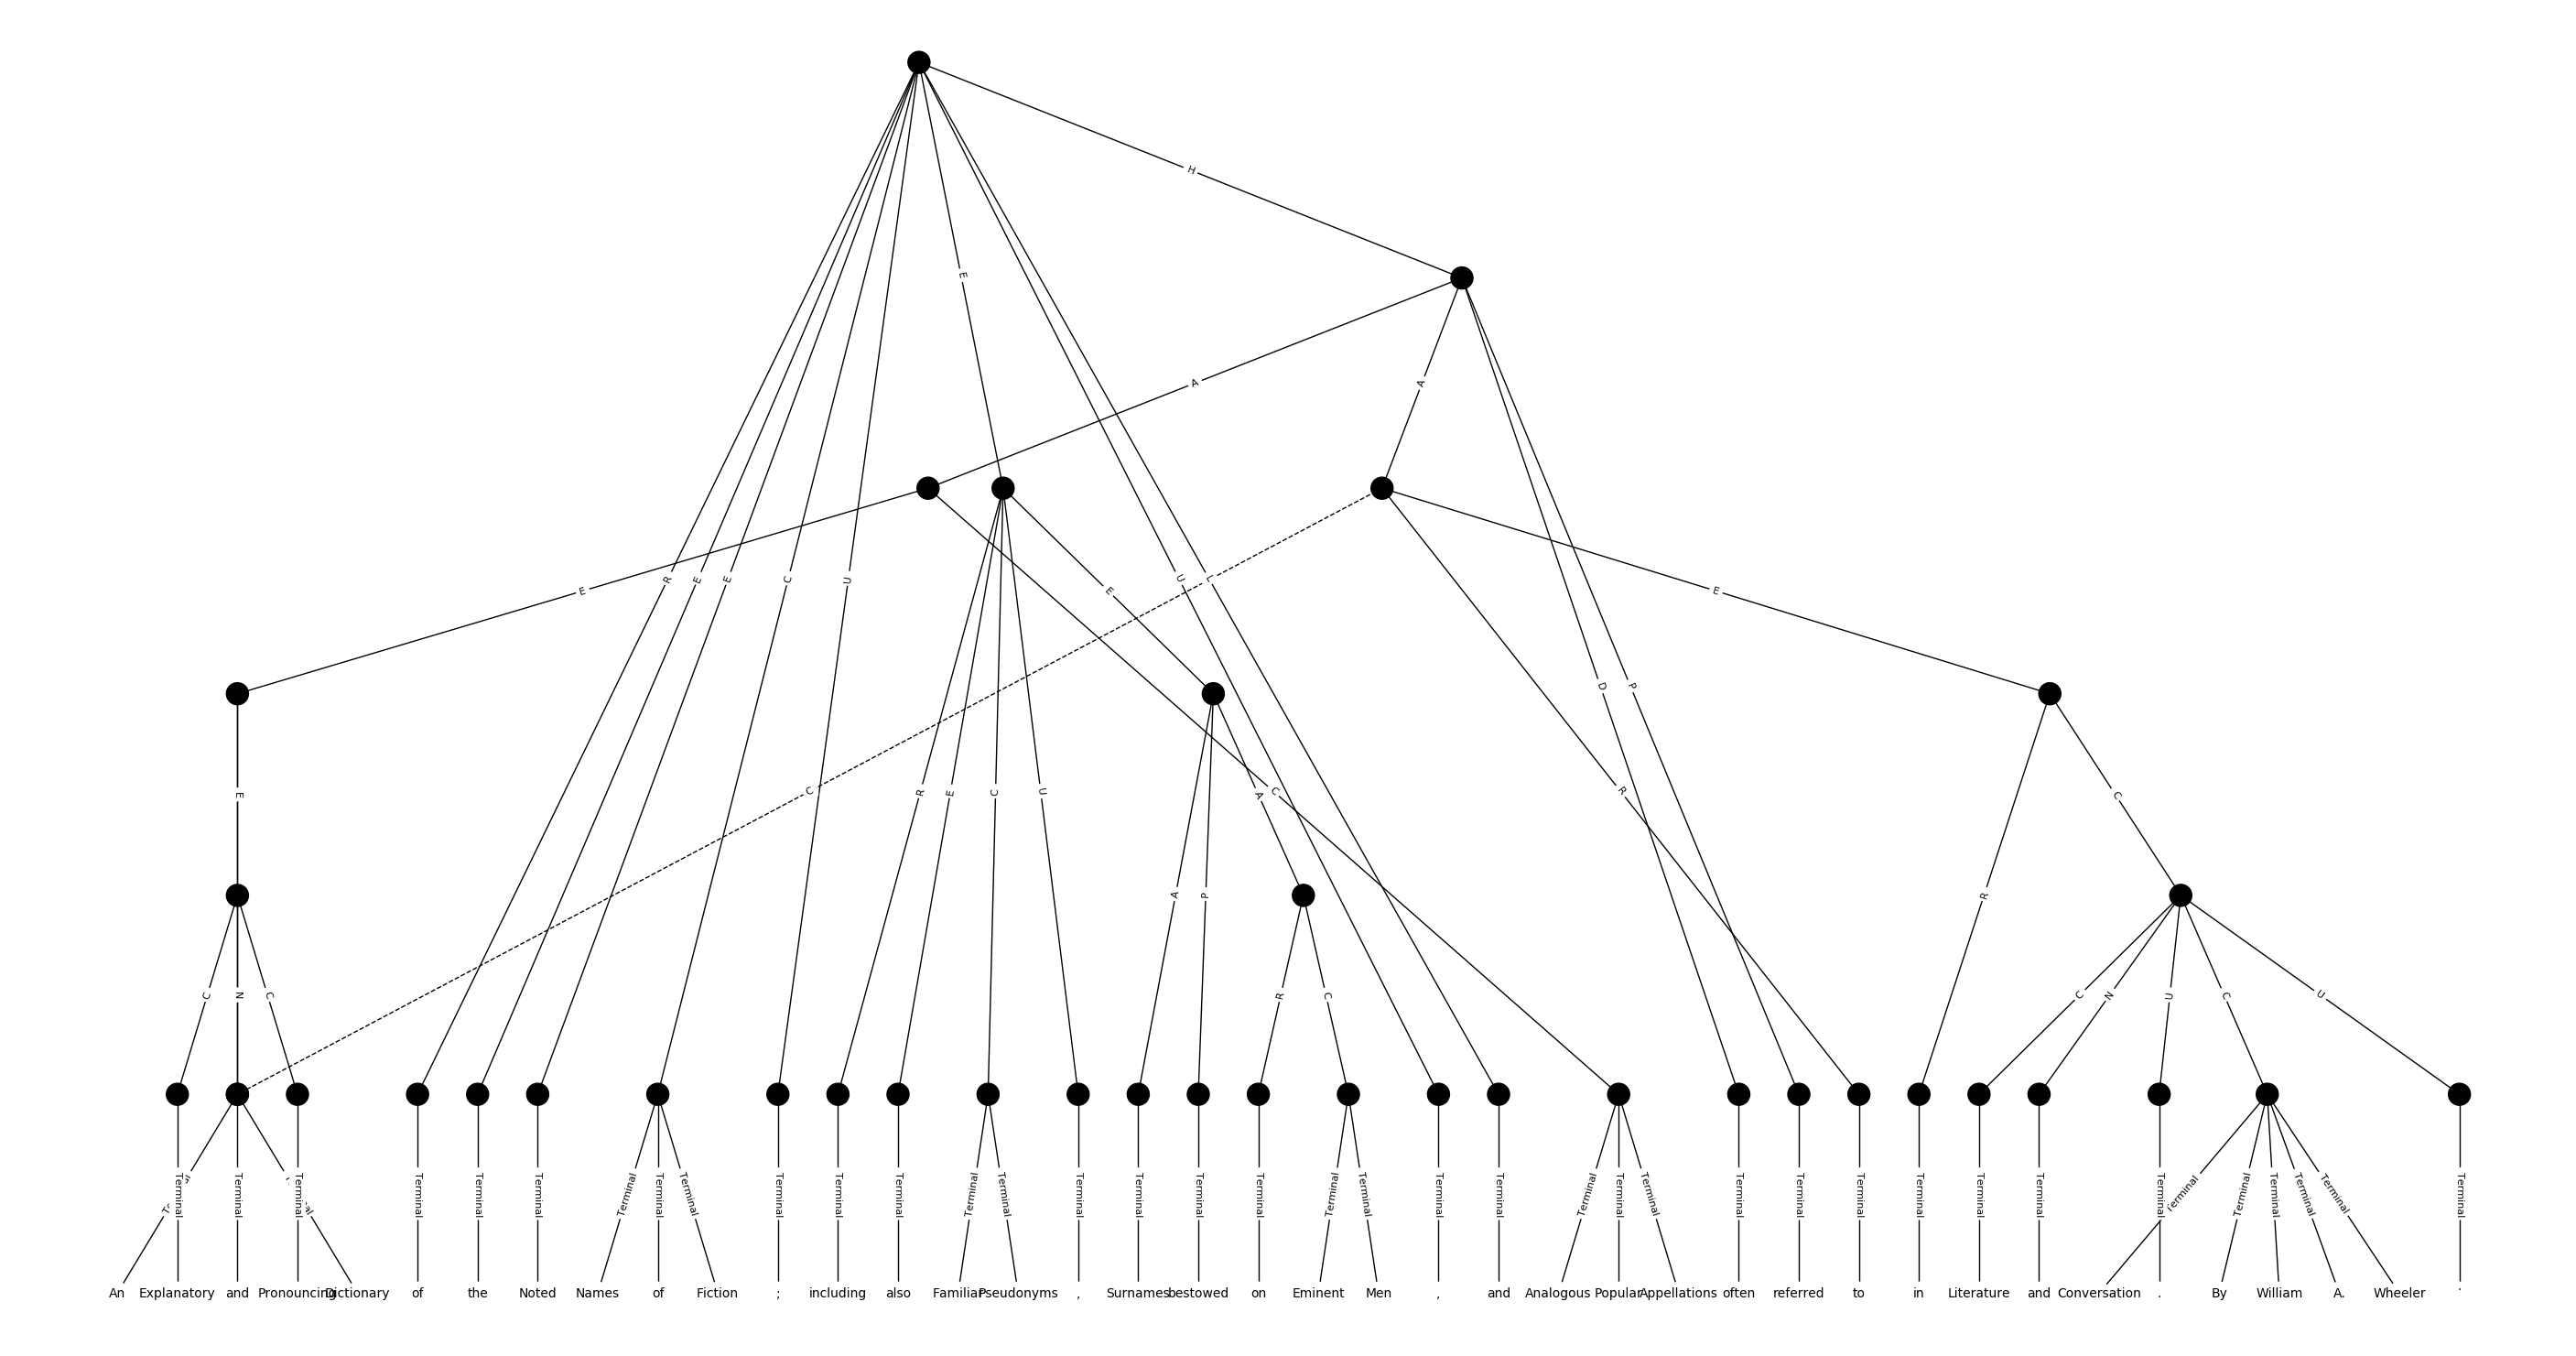 H
E
A
A
E
R
E
E
C
U
U
L
E
E
D
P
E
R
E
C
U
C
A
C
R
C
A
P
R
C
N
C
R
C
C
N
U
C
U
Terminal Terminal Terminal Terminal Terminal Terminal Terminal Terminal Terminal Terminal Terminal Terminal Terminal Terminal Terminal Terminal Terminal Terminal Terminal Terminal Terminal Terminal Terminal Terminal Terminal Terminal Terminal Terminal Terminal Terminal Terminal Terminal Terminal Terminal Terminal Terminal Terminal Terminal
An Explanatory and Pronouncing Dictionary of the Noted Names of Fiction ; including also Familiar Pseudonyms , Surnames bestowed on Eminent Men , and Analogous Popular Appellations often referred to in Literature and Conversation . By William A. Wheeler .